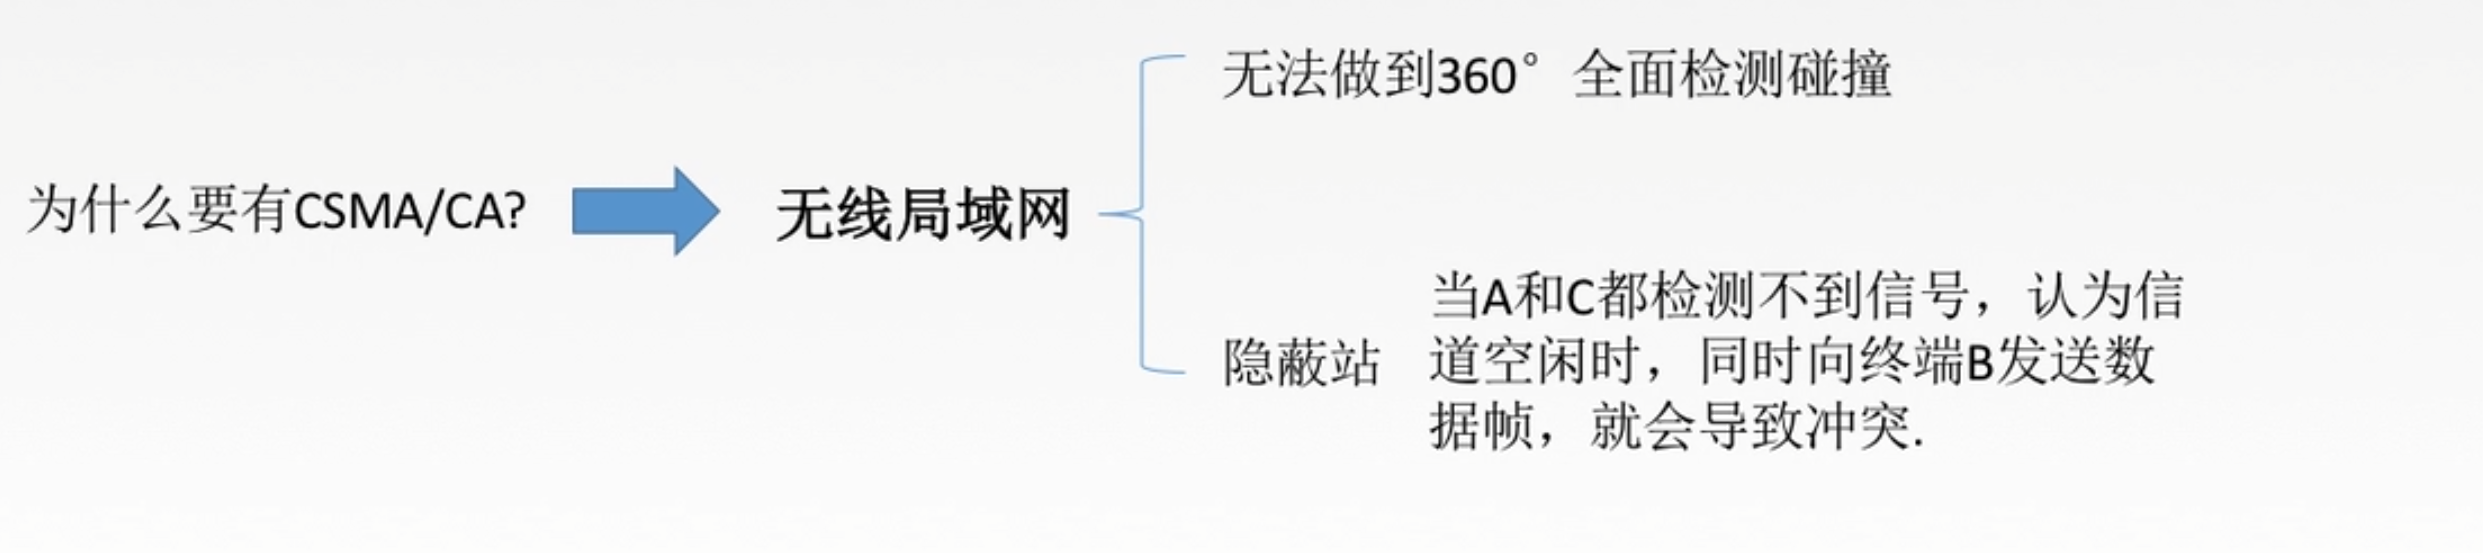 为什么要有CSMA/CA?
无线局域网
无法做到360°全面检测碰撞
隐蔽站
当A和C都检测不到信号，认为信
道空闲时，同时向终端B发送数
据帧，就会导致冲突.